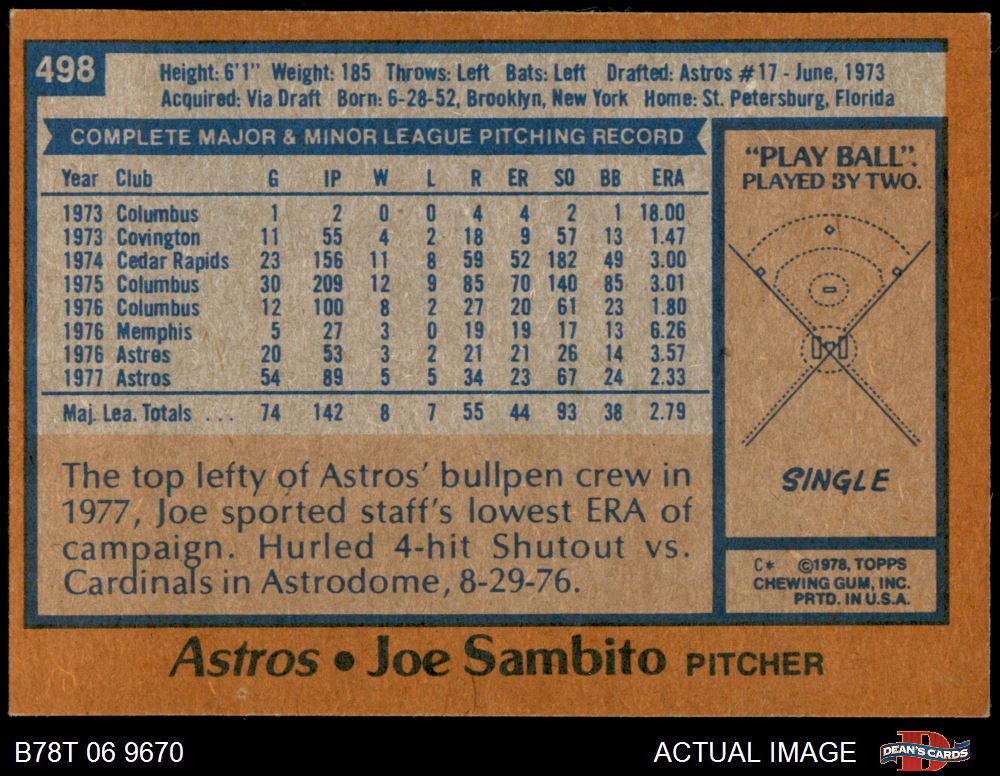 498
Height: 6'1" Weight: 185 Throws: Left Bats: Left Drafted: Astros #17 - June, 1973
Acquired: Via Draft Born: 6-28-52, Brooklyn, New York Home: St. Petersburg, Florida
COMPLETE MAJOR & MINOR LEAGUE PITCHING RECORD
Year Club G IP W L R ER SO BB ERA
1973 Columbus 1 2 0 0 4 4 2 1 18.00
1973 Covington 11 55 4 2 18 9 57 13 1.47
1974 Cedar Rapids 23 156 11 8 59 52 182 49 3.00
1975 Columbus 30 209 12 9 85 70 140 85 3.01
1976 Columbus 12 100 8 2 27 20 61 23 1.80
1976 Memphis 5 27 3 0 19 19 17 13 6.26
1976 Astros 20 53 3 2 21 21 26 14 3.57
1977 Astros 54 89 5 5 34 23 67 24 2.33
Maj. Lea. Totals ... 74 142 8 7 55 44 93 38 2.79
The top lefty of Astros' bullpen crew in
1977, Joe sported staff's lowest ERA of
campaign. Hurled 4-hit Shutout vs.
Cardinals in Astrodome, 8-29-76.
"PLAY BALL".
PLAYED BY TWO.
SINGLE
C* ©1978, TOPPS
CHEWING GUM, INC.
PRTD. IN U.S.A.
Astros • Joe Sambito PITCHER
B78T 06 9670
ACTUAL IMAGE
DEAN'S CARDS